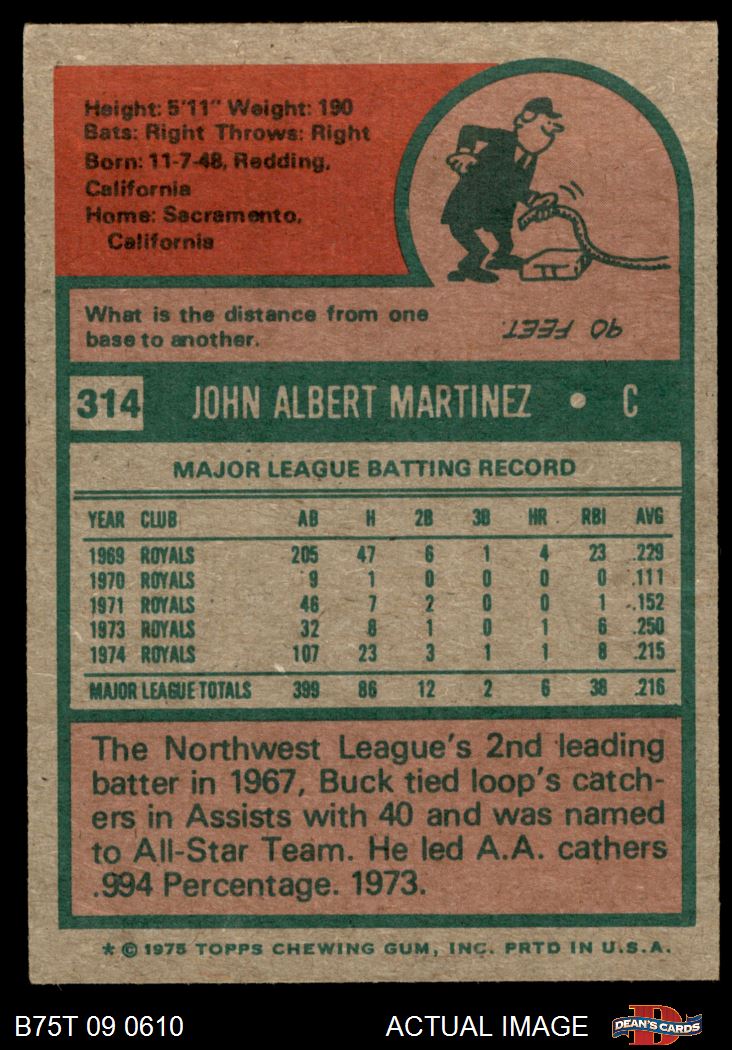 Height: 5'11" Weight: 190
Bats: Right Throws: Right
Born: 11-7-48, Redding,
California
Home: Sacramento,
California
What is the distance from one
base to another.
90 FEET.
314 JOHN ALBERT MARTINEZ • C
MAJOR LEAGUE BATTING RECORD
YEAR CLUB AB H 2B 3B HR RBI AVG
1969 ROYALS 205 47 6 1 4 23 .229
1970 ROYALS 9 1 0 0 0 0 .111
1971 ROYALS 46 7 2 0 0 1 .152
1973 ROYALS 32 8 1 0 1 6 .250
1974 ROYALS 107 23 3 1 1 8 .215
MAJOR LEAGUE TOTALS 399 86 12 2 6 38 .216
The Northwest League's 2nd leading
batter in 1967, Buck tied loop's catch-
ers in Assists with 40 and was named
to All-Star Team. He led A.A. cathers
.994 Percentage. 1973.
* © 1975 TOPPS CHEWING GUM, INC. PRTD IN U.S.A.
B75T 09 0610 ACTUAL IMAGE D DEAN'S CARDS